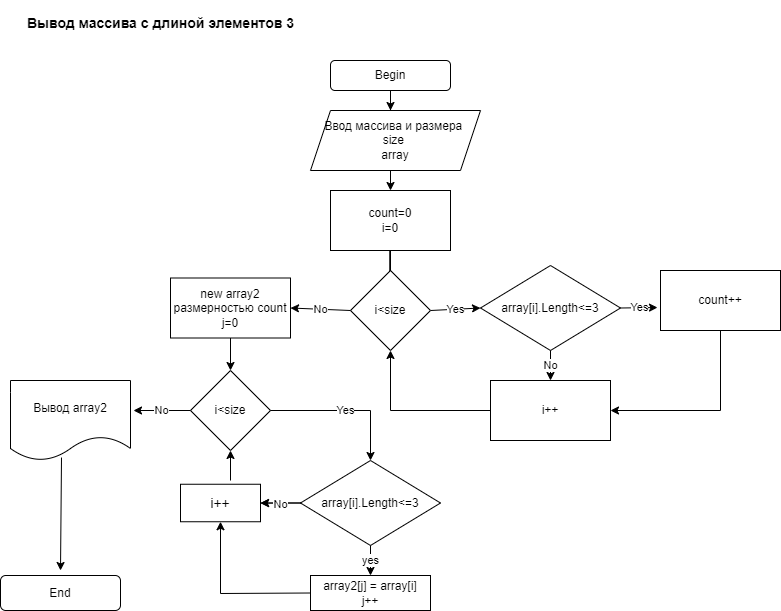 Вывод массива с длиной элементов 3
Begin
Ввод массива и размера
size
array
count=0
i=0
i<size
Yes
array[i].Length<=3
Yes
count++
No
i++
No
new array2
размерностью count
j=0
i<size
No
Вывод array2
Yes
array[i].Length<=3
No
i++
yes
array2[j] = array[i]
j++
End